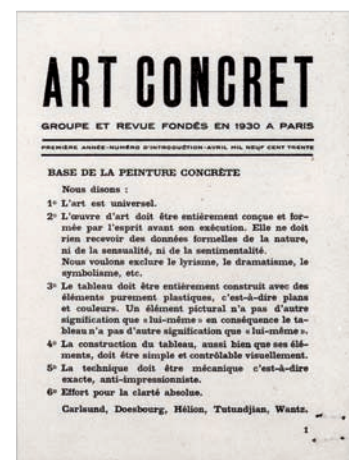 ART CONCRET
GROUPE ET REVUE FONDÉS EN 1930 A PARIS
PREMIÈRE ANNÉE-NUMÉRO D'INTRODUCTION-AVRIL MIL NEUF CENT TRENTE
BASE DE LA PEINTURE CONCRÈTE
Nous disons :
1º L'art est universel.
2º L'œuvre d'art doit être entièrement conçue et for-
mée par l'esprit avant son exécution. Elle ne doit
rien recevoir des données formelles de la nature,
ni de la sensualité, ni de la sentimentalité.
Nous voulons exclure le lyrisme, le dramatisme, le
symbolisme, etc.
3º Le tableau doit être entièrement construit avec des
éléments purement plastiques, c'est-à-dire plans
et couleurs. Un élément pictural n'a pas d'autre
signification que «lui-même» en conséquence le ta-
bleau n'a pas d'autre signification que «lui-même».
4º La construction du tableau, aussi bien que ses élé-
ments, doit être simple et contrôlable visuellement.
5º La technique doit être mécanique c'est-à-dire
exacte, anti-impressionniste.
6º Effort pour la clarté absolue.
Carlsund, Doesbourg, Hélion, Tutundjian, Wantz.
1